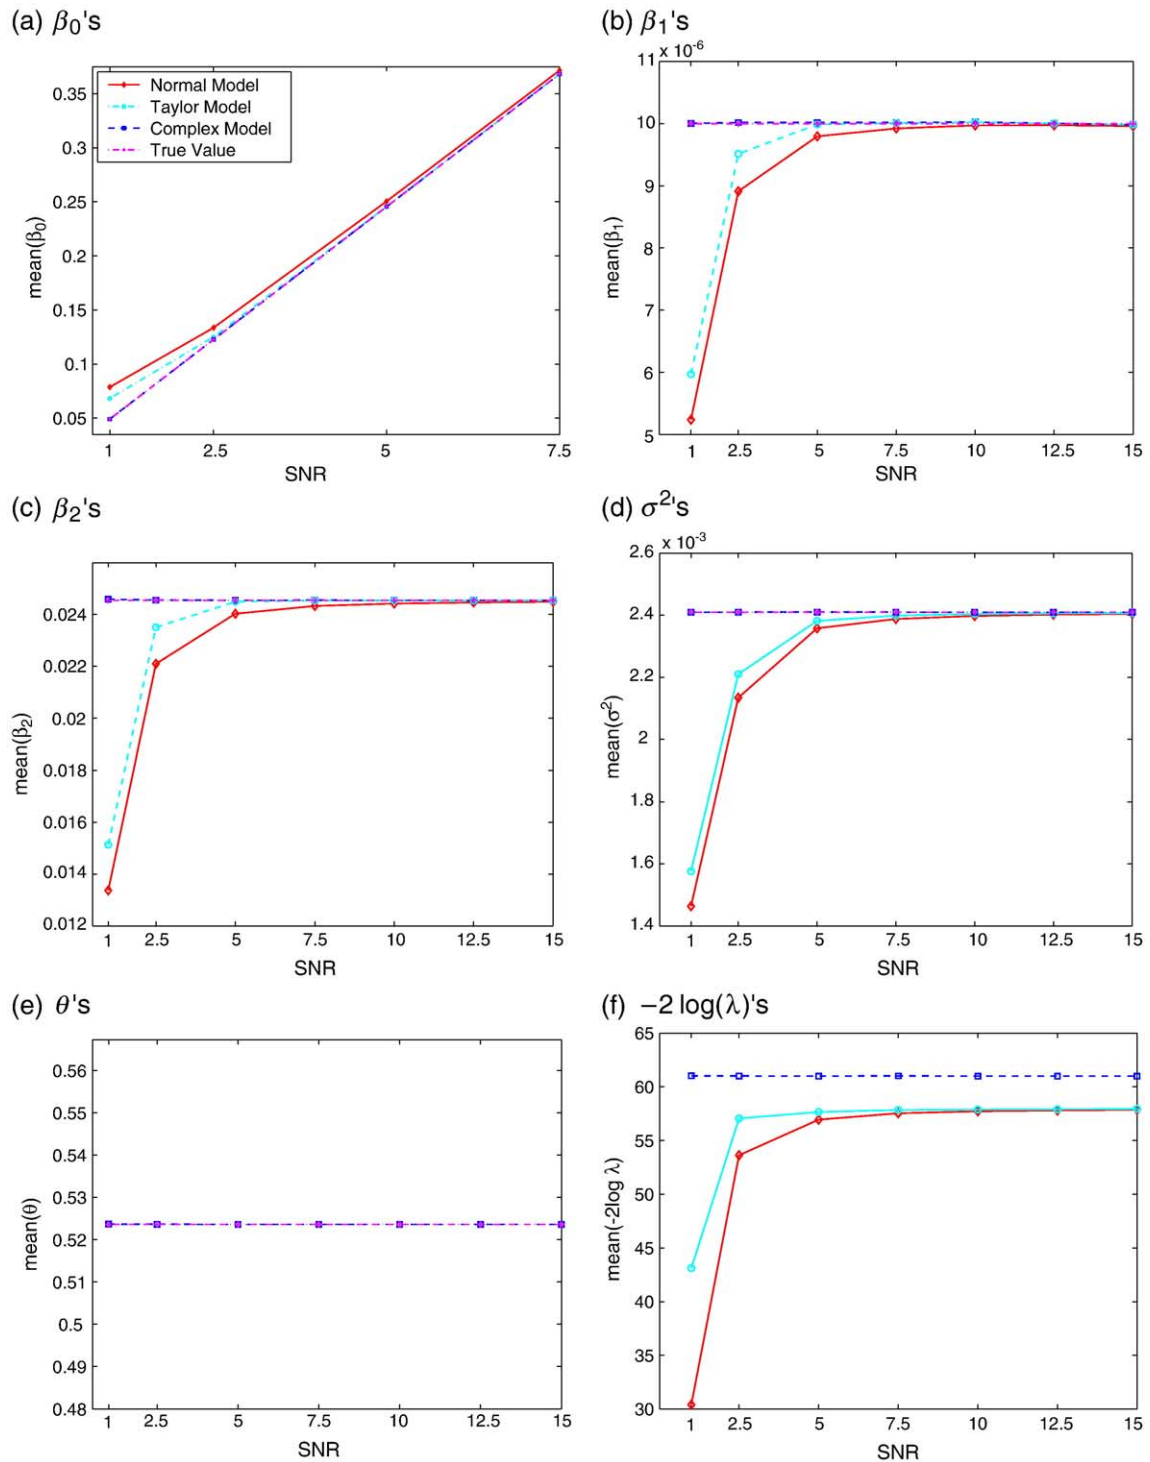 (a) β₀'s
Normal Model
Taylor Model
Complex Model
True Value
0.35
0.3
0.25
0.2
0.15
0.1
0.05
mean(β₀)
1 2.5 5 7.5
SNR
(b) β₁'s
x 10⁻⁶
11
10
9
8
7
6
5
mean(β₁)
1 2.5 5 7.5 10 12.5 15
SNR
(c) β₂'s
0.024
0.022
0.02
0.018
0.016
0.014
0.012
mean(β₂)
1 2.5 5 7.5 10 12.5 15
SNR
(d) σ²'s
x 10⁻³
2.6
2.4
2.2
2
1.8
1.6
1.4
mean(σ²)
1 2.5 5 7.5 10 12.5 15
SNR
(e) θ's
0.56
0.55
0.54
0.53
0.52
0.51
0.5
0.49
0.48
mean(θ)
1 2.5 5 7.5 10 12.5 15
SNR
(f) −2 log(λ)'s
65
60
55
50
45
40
35
30
mean(-2log λ)
1 2.5 5 7.5 10 12.5 15
SNR